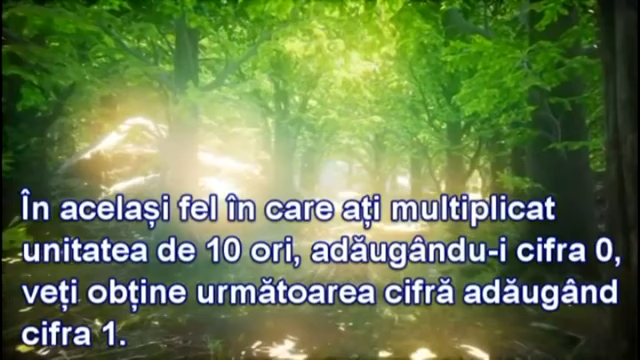 În același fel în care ați multiplicat
unitatea de 10 ori, adăugându-i cifra 0,
veți obține următoarea cifră adăugând
cifra 1.